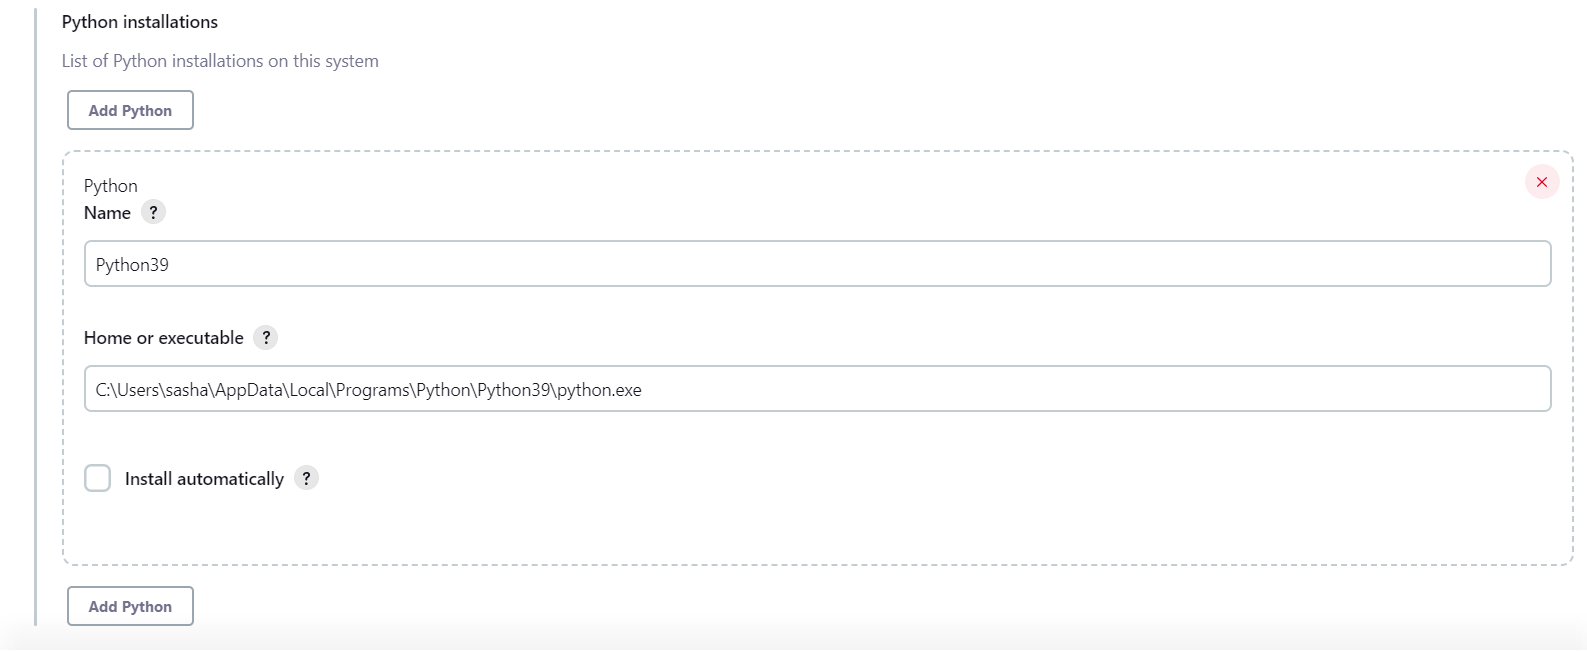 Python installations
List of Python installations on this system
Add Python
Python
Name ?
Python39
Home or executable ?
C:\Users\sasha\AppData\Local\Programs\Python\Python39\python.exe
Install automatically ?
Add Python